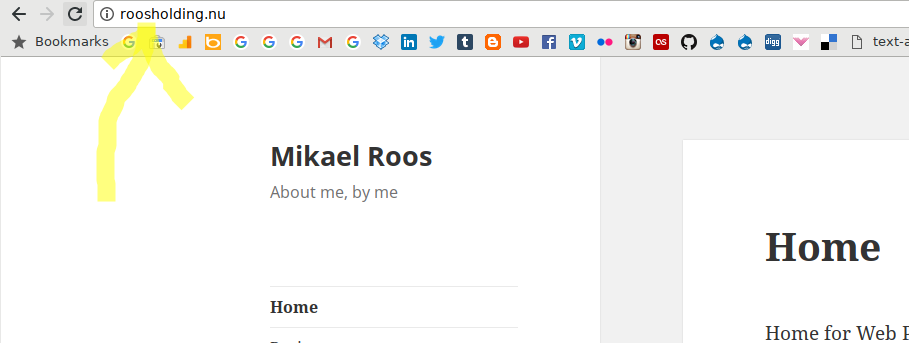 roosholding.nu
Bookmarks
text-a
Mikael Roos
About me, by me
Home
Home
Home for Web P